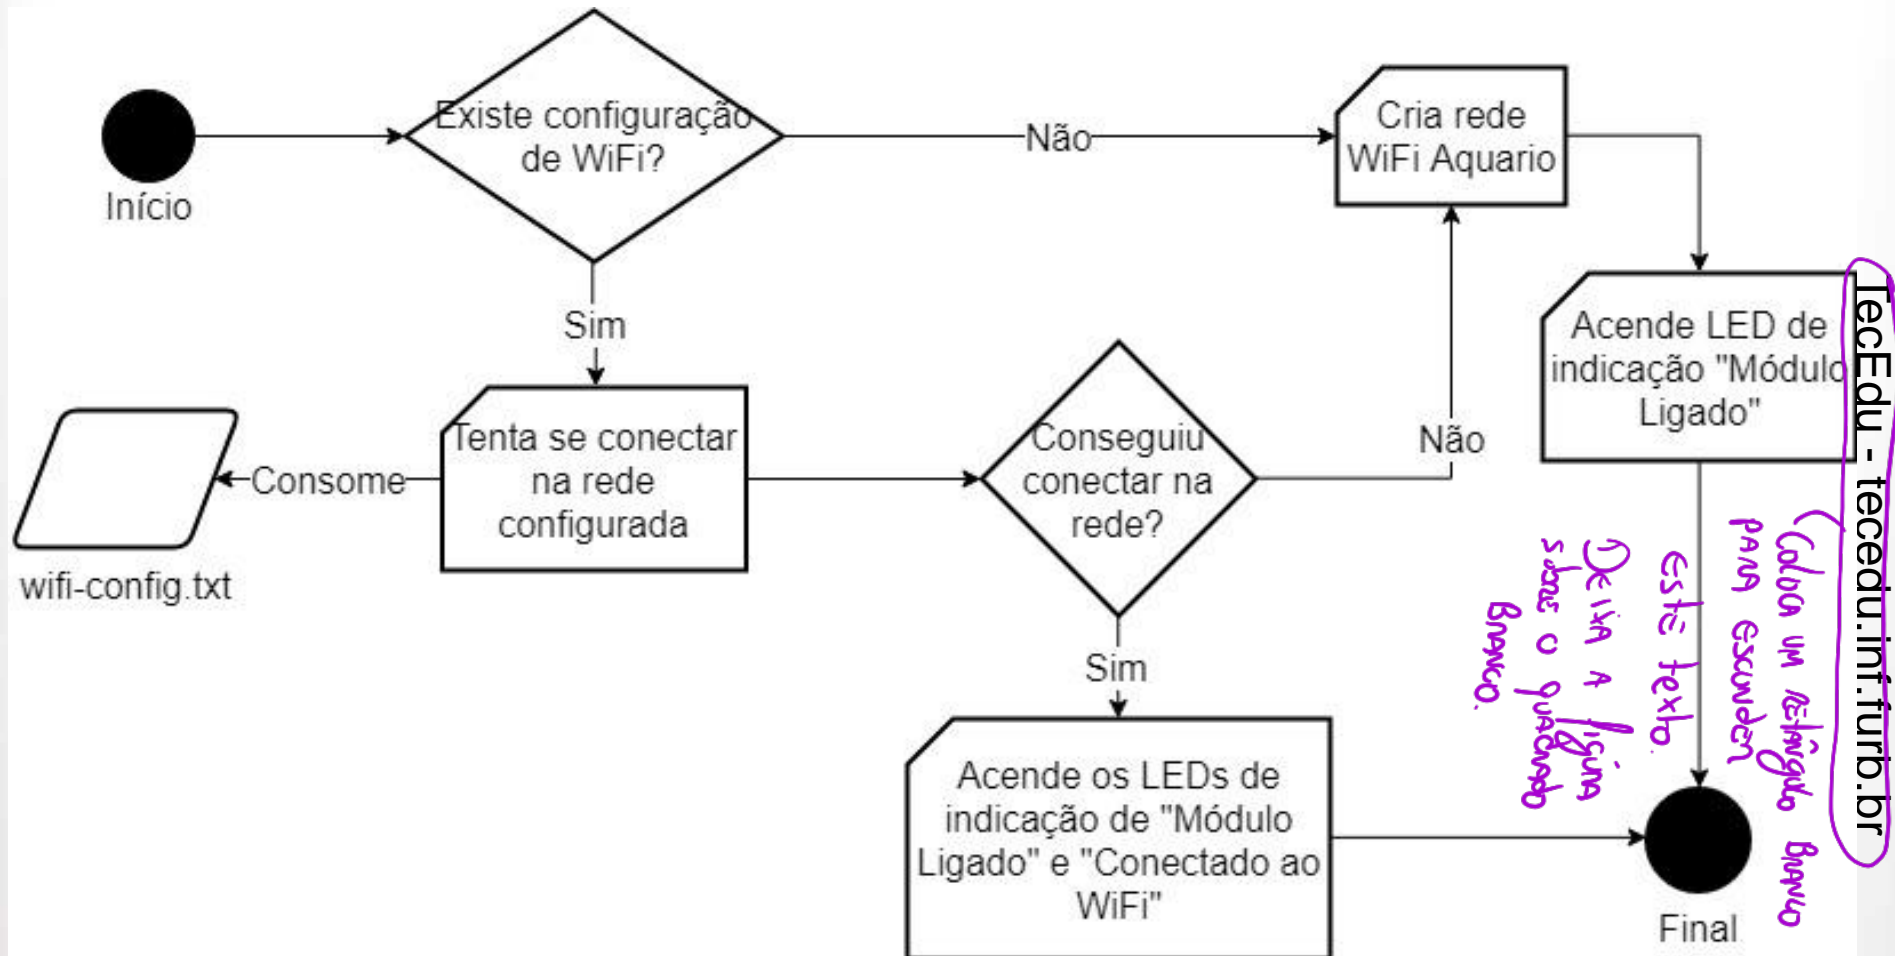 Início
Existe configuração
de WiFi?
Não
Cria rede
WiFi Aquario
Sim
Acende LED de
indicação "Módulo
Ligado"
Consome
wifi-config.txt
Tenta se conectar
na rede
configurada
Conseguiu
conectar na
rede?
Não
Sim
Acende os LEDs de
indicação de "Módulo
Ligado" e "Conectado ao
WiFi"
Final
TecEdu - tecedu.inf.furb.br
Coloca um retângulo Branco
para esconder
este texto.
Deixa a figura
sobre o quadrado
Branco.